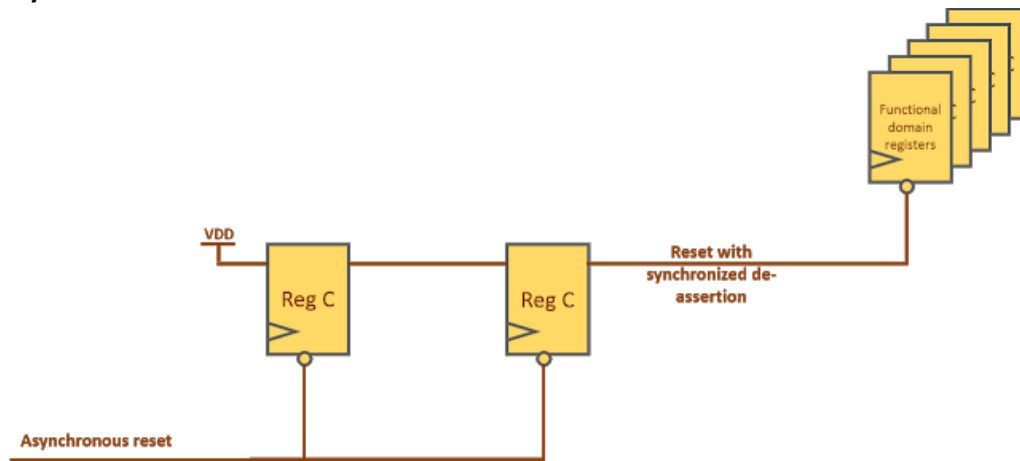 Functional
domain
registers
C
C
C
C
VDD
Reg C
Reg C
Reset with
synchronized de-
assertion
Asynchronous reset